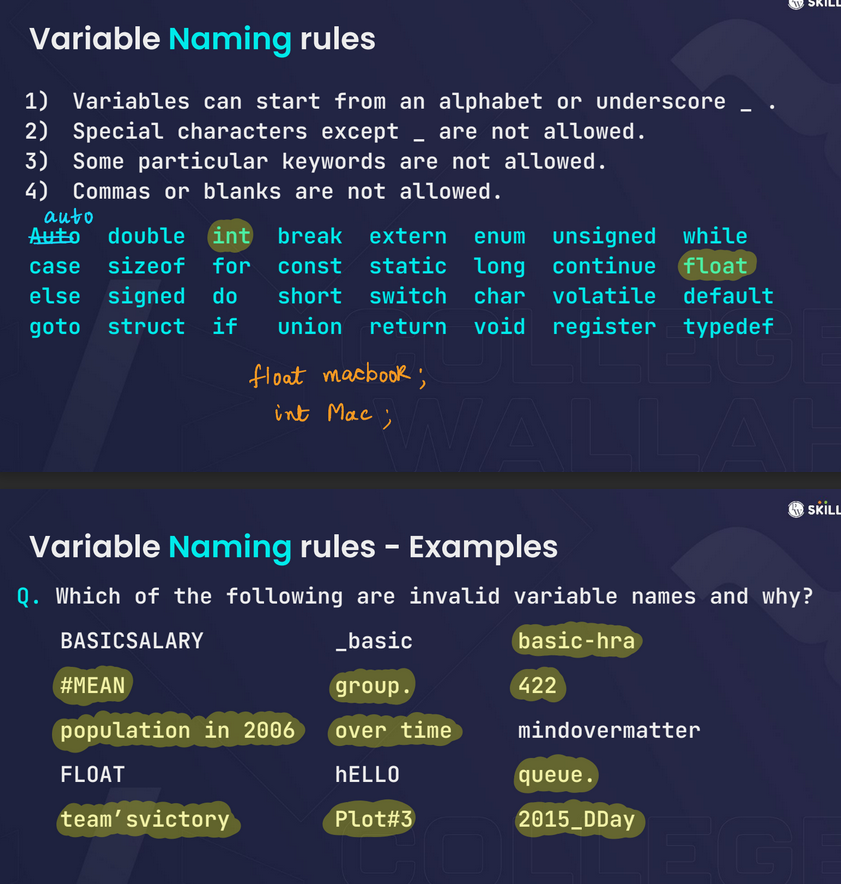 SKILL
Variable Naming rules
1) Variables can start from an alphabet or underscore _ .
2) Special characters except _ are not allowed.
3) Some particular keywords are not allowed.
4) Commas or blanks are not allowed.
auto
Auto double int break extern enum unsigned while
case sizeof for const static long continue float
else signed do short switch char volatile default
goto struct if union return void register typedef
float macbook;
int Mac;
COLLEGE
WALLAH
SKILL
Variable Naming rules - Examples
Q. Which of the following are invalid variable names and why?
BASICSALARY _basic basic-hra
#MEAN group. 422
population in 2006 over time mindovermatter
FLOAT hELLO queue.
team’svictory Plot#3 2015_DDay
COLLEGE